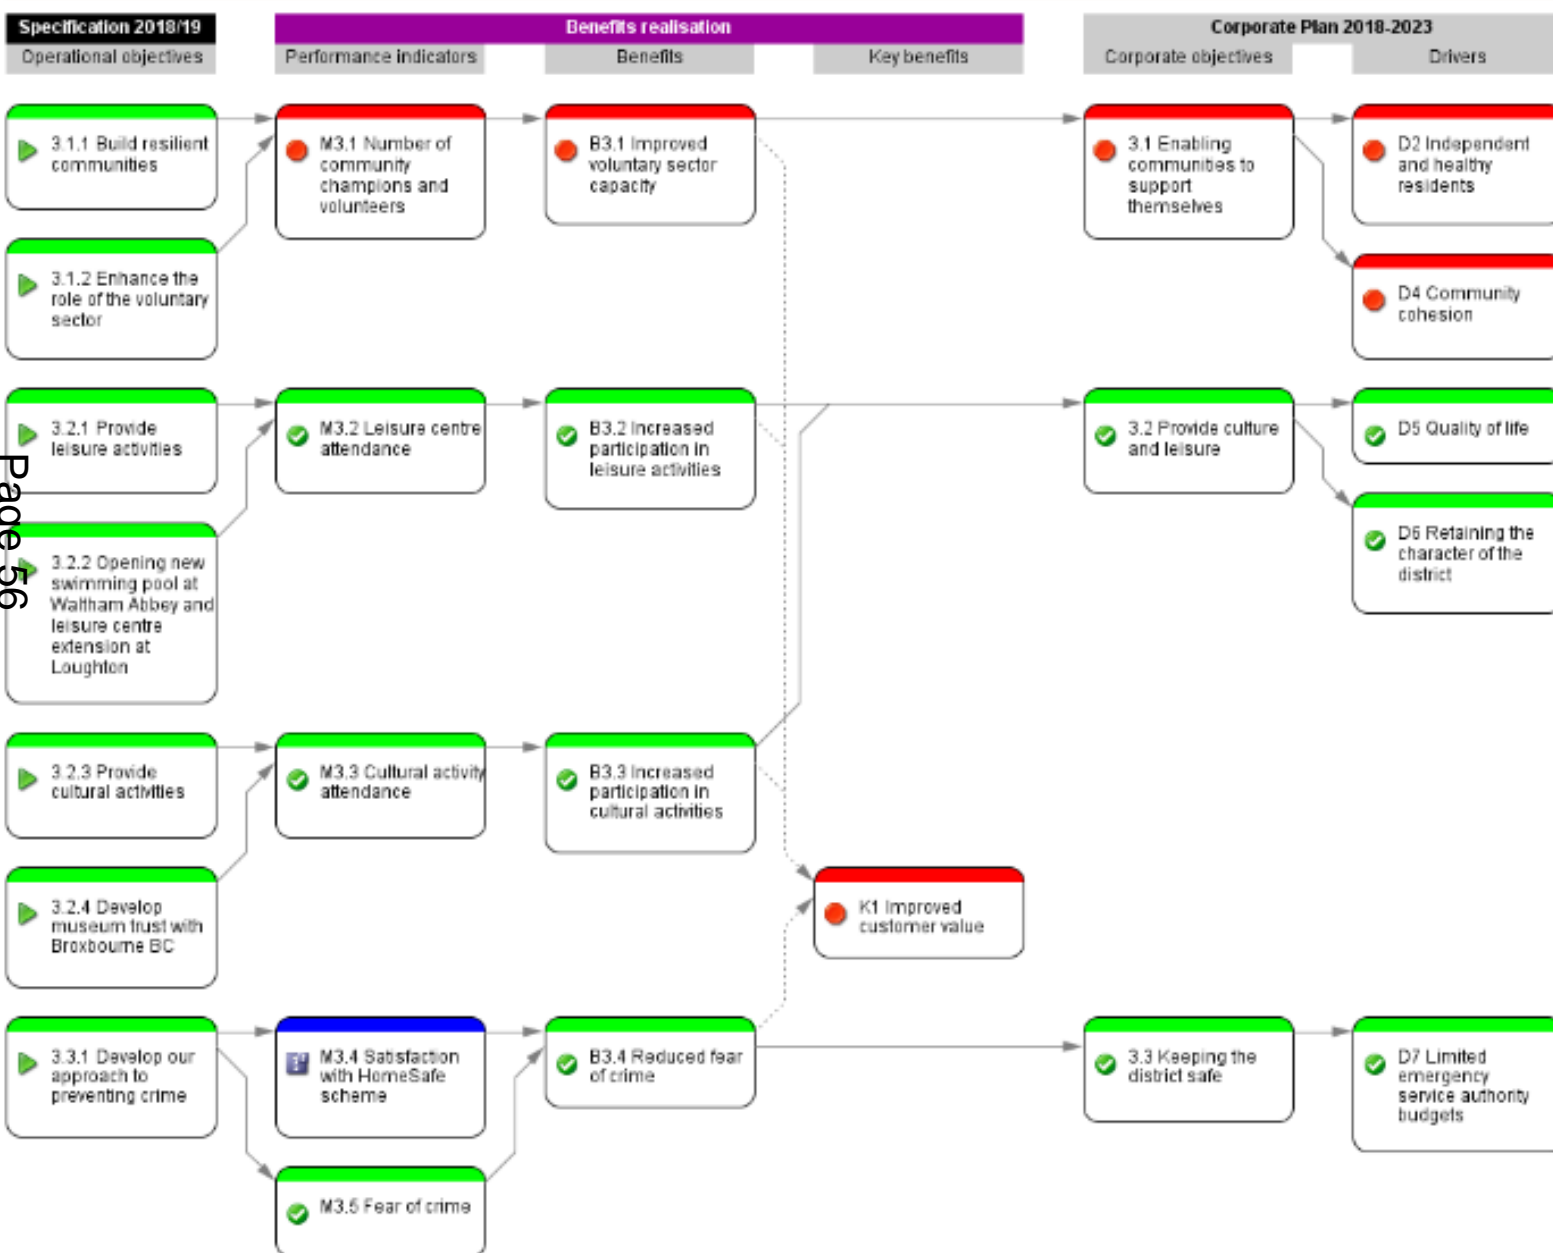 Specification 2018/19
Benefits realisation
Corporate Plan 2018-2023
Operational objectives
Performance indicators
Benefits
Key benefits
Corporate objectives
Drivers
3.1.1 Build resilient
communities
M3.1 Number of
community
champions and
volunteers
B3.1 Improved
voluntary sector
capacity
3.1 Enabling
communities to
support
themselves
D2 Independent
and healthy
residents
3.1.2 Enhance the
role of the voluntary
sector
D4 Community
cohesion
3.2.1 Provide
leisure activities
M3.2 Leisure centre
attendance
B3.2 Increased
participation in
leisure activities
3.2 Provide culture
and leisure
D5 Quality of life
3.2.2 Opening new
swimming pool at
Waltham Abbey and
leisure centre
extension at
Loughton
D6 Retaining the
character of the
district
Page 56
3.2.3 Provide
cultural activities
M3.3 Cultural activity
attendance
B3.3 Increased
participation in
cultural activities
3.2.4 Develop
museum trust with
Broxbourne BC
K1 Improved
customer value
3.3.1 Develop our
approach to
preventing crime
M3.4 Satisfaction
with HomeSafe
scheme
B3.4 Reduced fear
of crime
3.3 Keeping the
district safe
D7 Limited
emergency
service authority
budgets
M3.5 Fear of crime